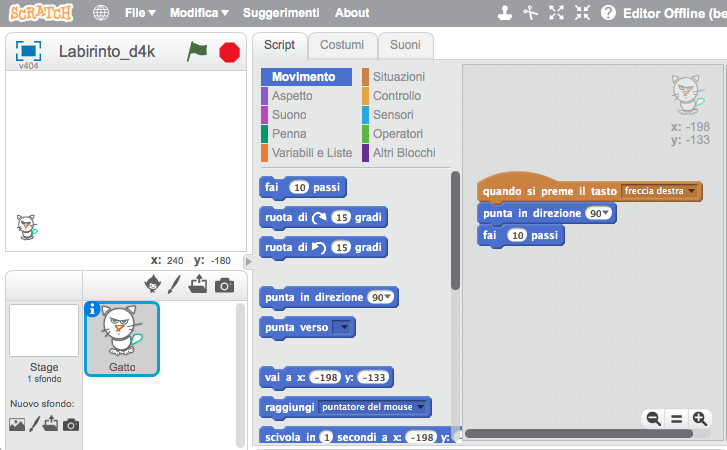 SCRATCH File Modifica Suggerimenti About Editor Offline (be
v404 Labirinto_d4k
x: 240 y: -180
Stage
1 sfondo
Nuovo sfondo:
Gatto
Script Costumi Suoni
Movimento Situazioni
Aspetto Controllo
Suono Sensori
Penna Operatori
Variabili e Liste Altri Blocchi
fai 10 passi
ruota di 15 gradi
ruota di 15 gradi
punta in direzione 90
punta verso
vai a x: -198 y: -133
raggiungi puntatore del mouse
scivola in 1 secondi a x: -198 y:
x: -198
y: -133
quando si preme il tasto freccia destra
punta in direzione 90
fai 10 passi